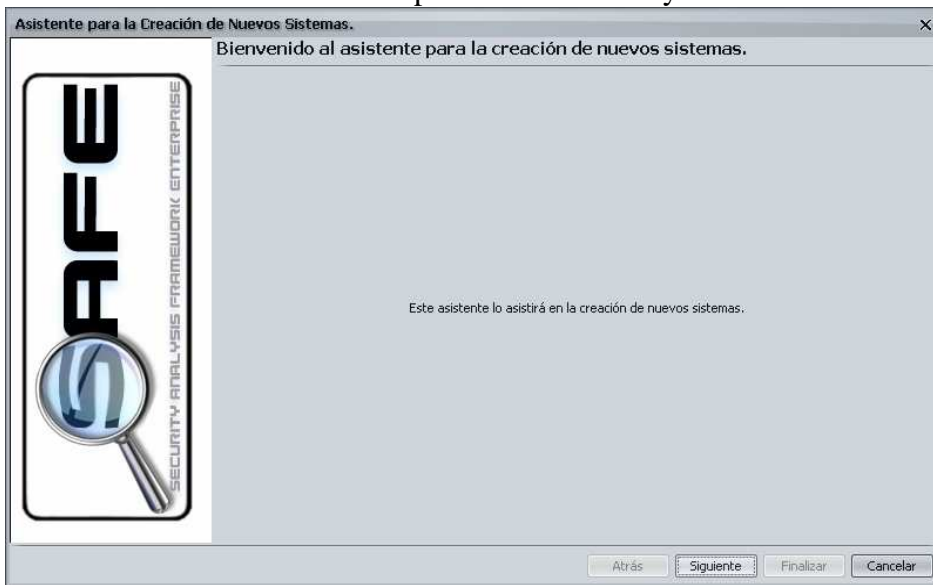 Asistente para la Creación de Nuevos Sistemas.
Bienvenido al asistente para la creación de nuevos sistemas.
SAFE
SECURITY ANALYSIS FRAMEWORK ENTERPRISE
Este asistente lo asistirá en la creación de nuevos sistemas.
Atrás Siguiente Finalizar Cancelar